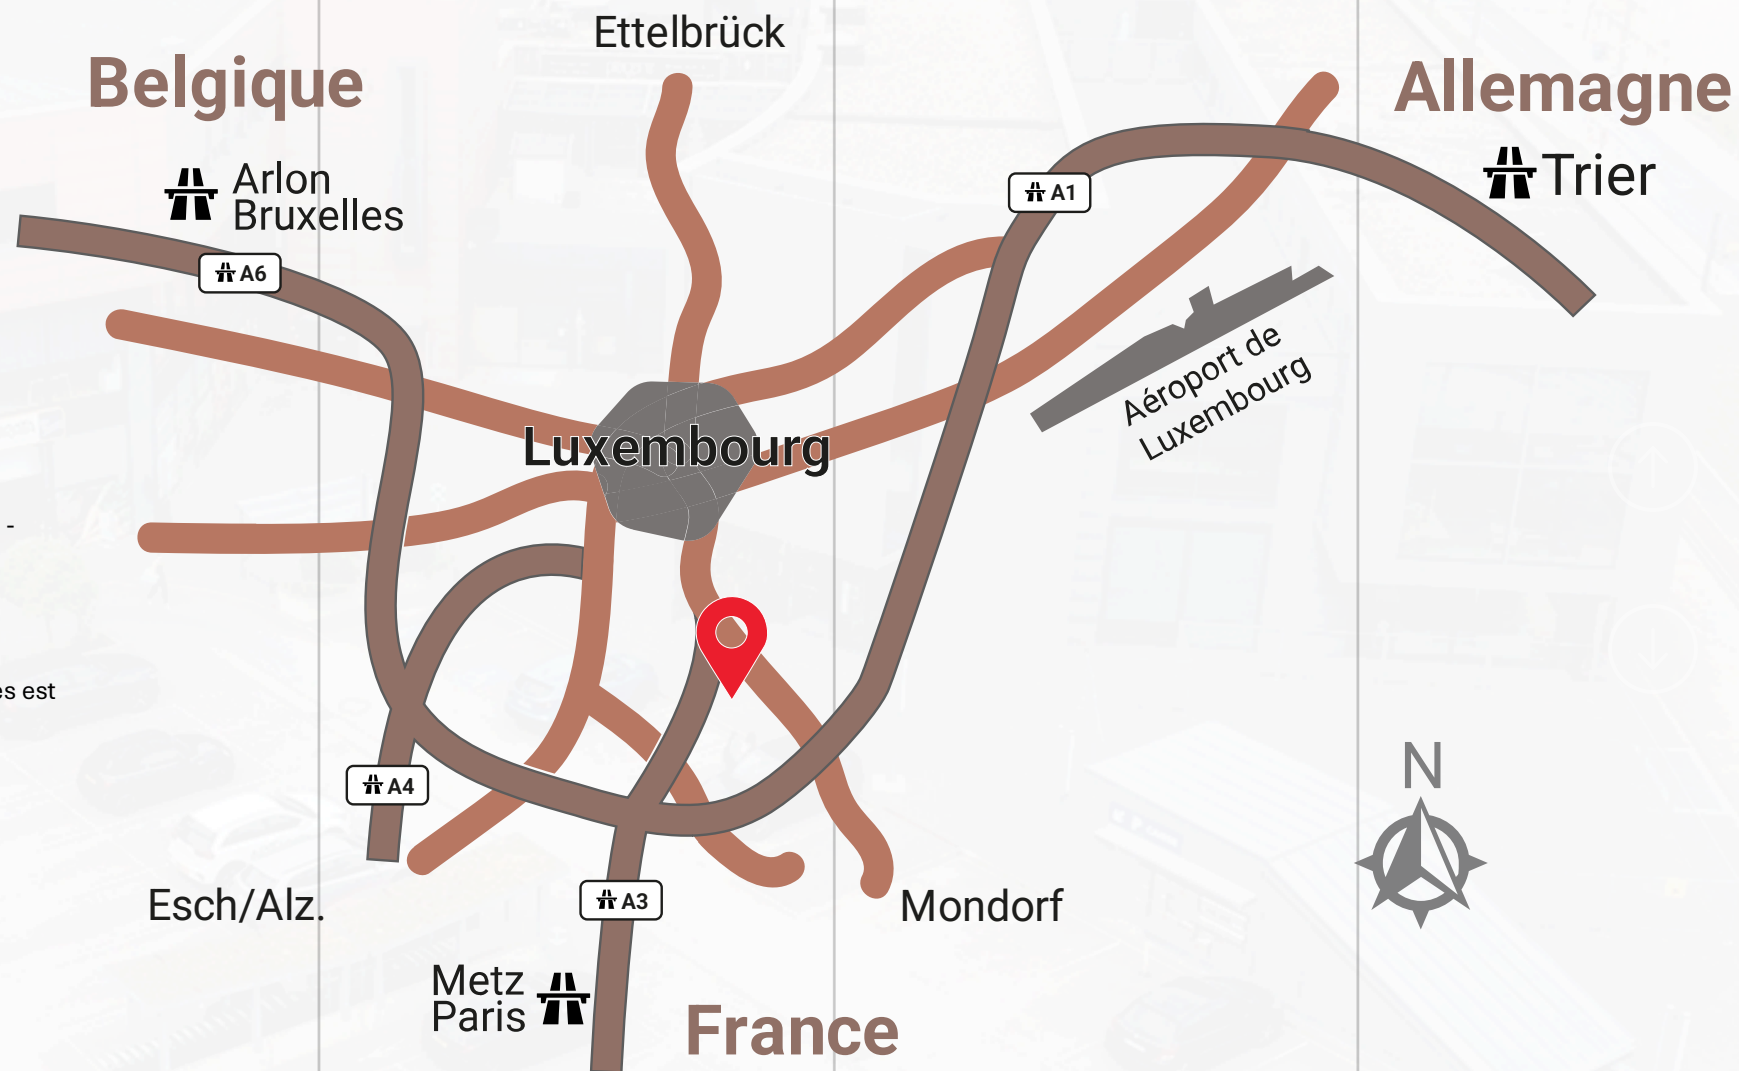 Ettelbrück
Belgique
Allemagne
Arlon
Bruxelles
Trier
A1
A6
Aéroport de
Luxembourg
Luxembourg
-
es est
N
A4
A3
Esch/Alz.
Mondorf
Metz
Paris
France